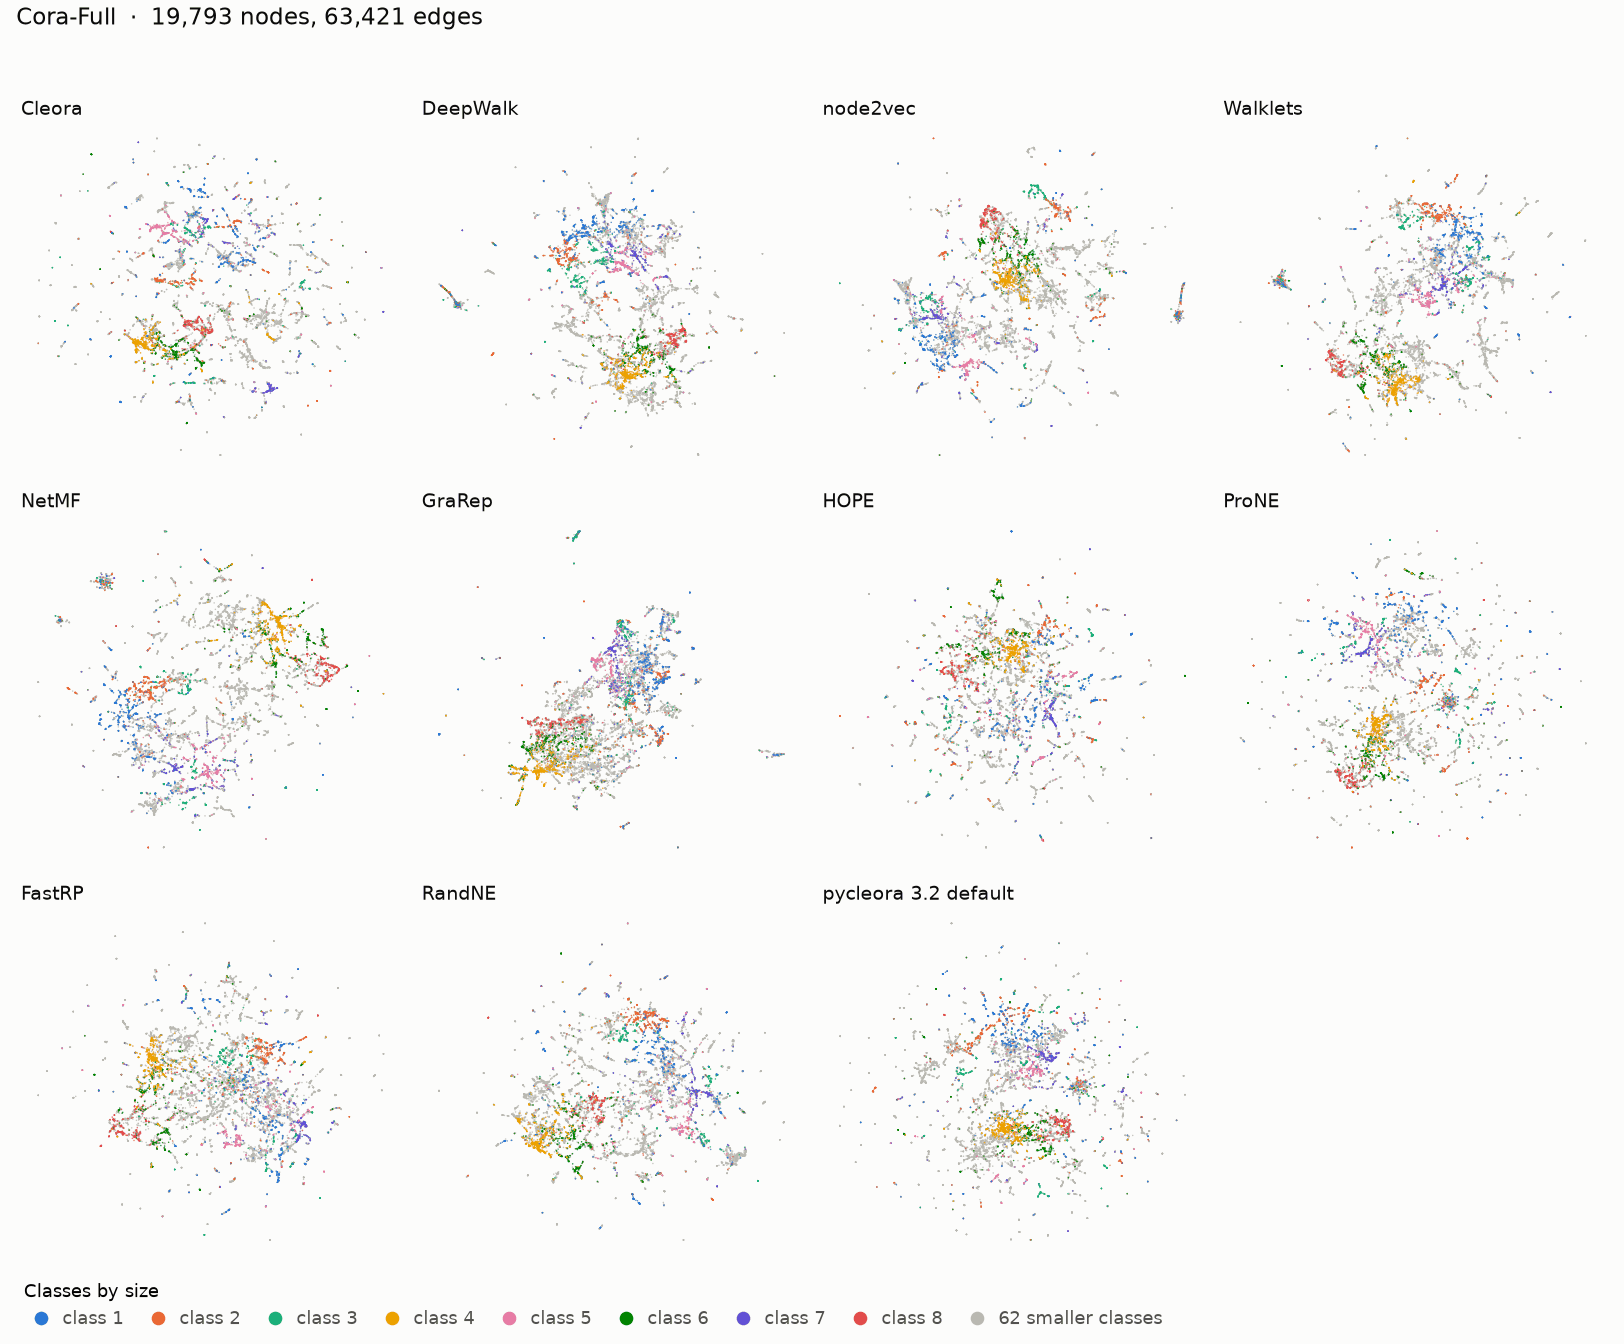 Cora-Full · 19,793 nodes, 63,421 edges
Cleora
DeepWalk
node2vec
Walklets
NetMF
GraRep
HOPE
ProNE
FastRP
RandNE
pycleora 3.2 default
Classes by size
class 1
class 2
class 3
class 4
class 5
class 6
class 7
class 8
62 smaller classes